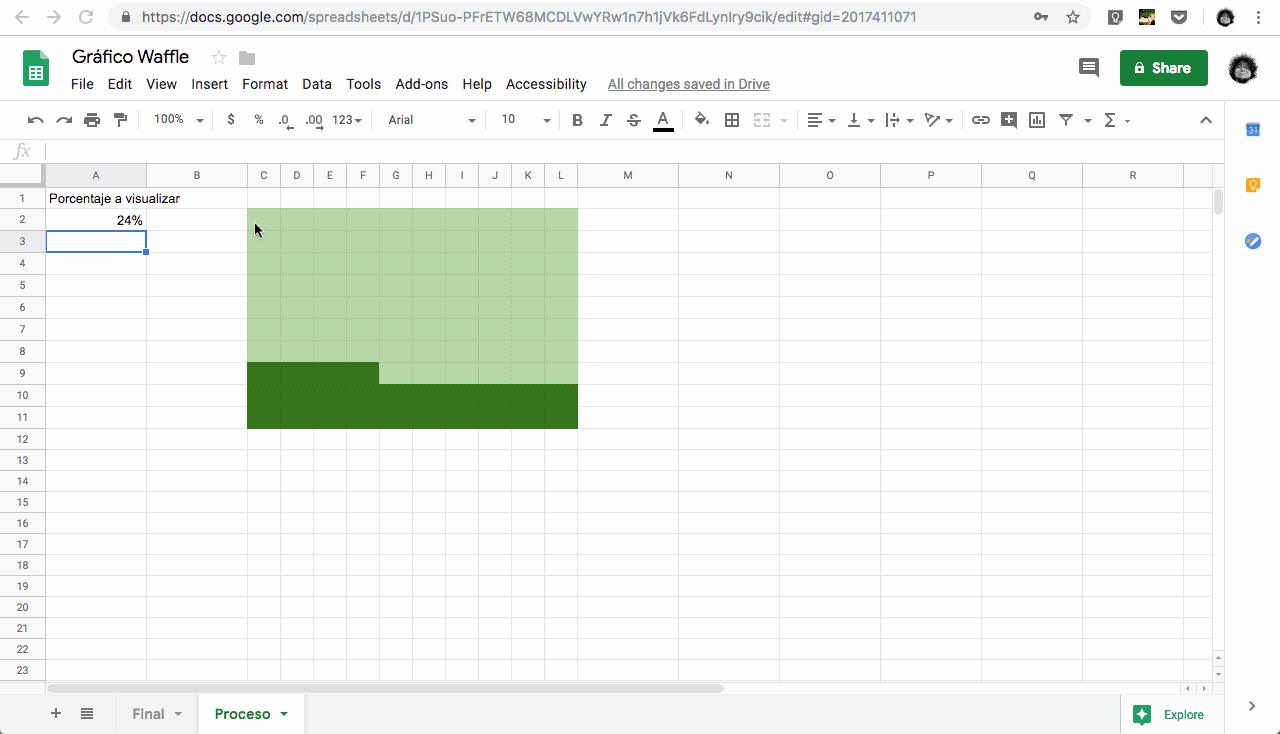 https://docs.google.com/spreadsheets/d/1PSuo-PFrETW68MCDLVwYRw1n7h1jVk6FdLynIry9cik/edit#gid=2017411071
Gráfico Waffle
File Edit View Insert Format Data Tools Add-ons Help Accessibility All changes saved in Drive
Share
100% $ % .0 .00 123 Arial 10 B I S A Σ
31
fx
A B C D E F G H I J K L M N O P Q R
1 Porcentaje a visualizar
2 24%
3
4
5
6
7
8
9
10
11
12
13
14
15
16
17
18
19
20
21
22
23
+ Final Proceso Explore